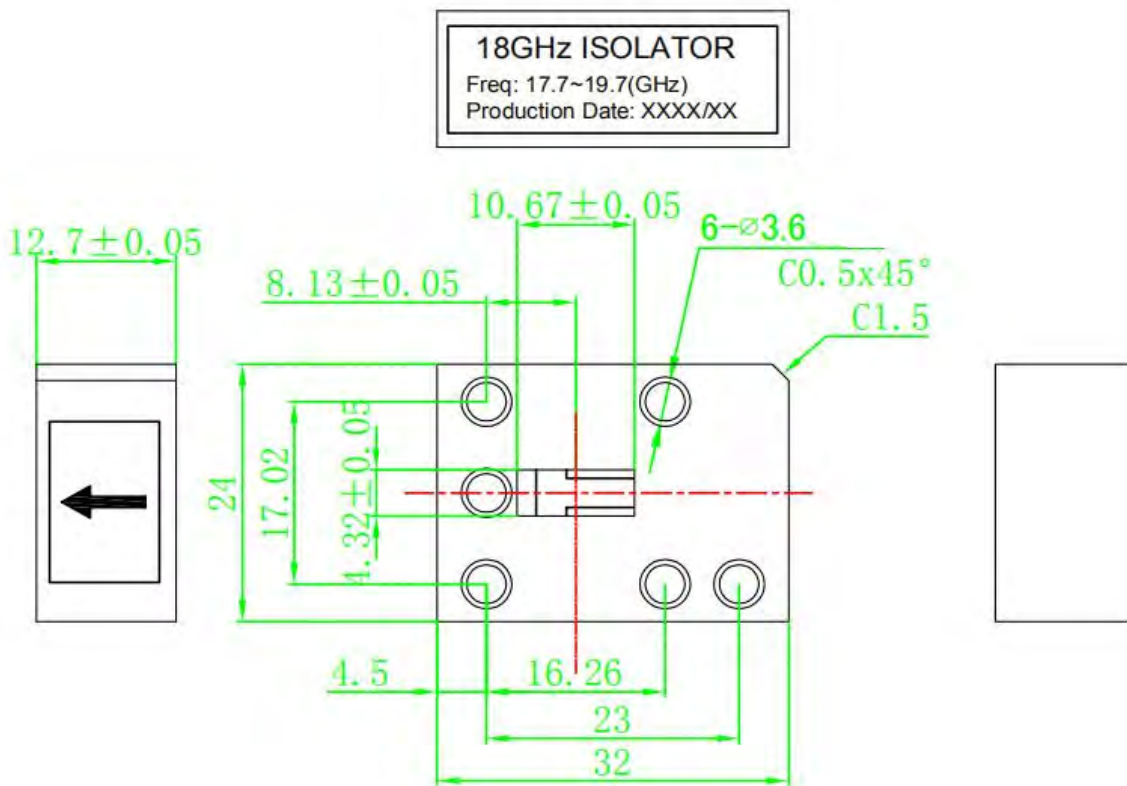 18GHz ISOLATOR
Freq: 17.7~19.7(GHz)
Production Date: XXXX/XX
10.67±0.05
12.7±0.05
6-⌀3.6
8.13±0.05
C0.5x45°
C1.5
24
17.02
4.32±0.05
4.5
16.26
23
32